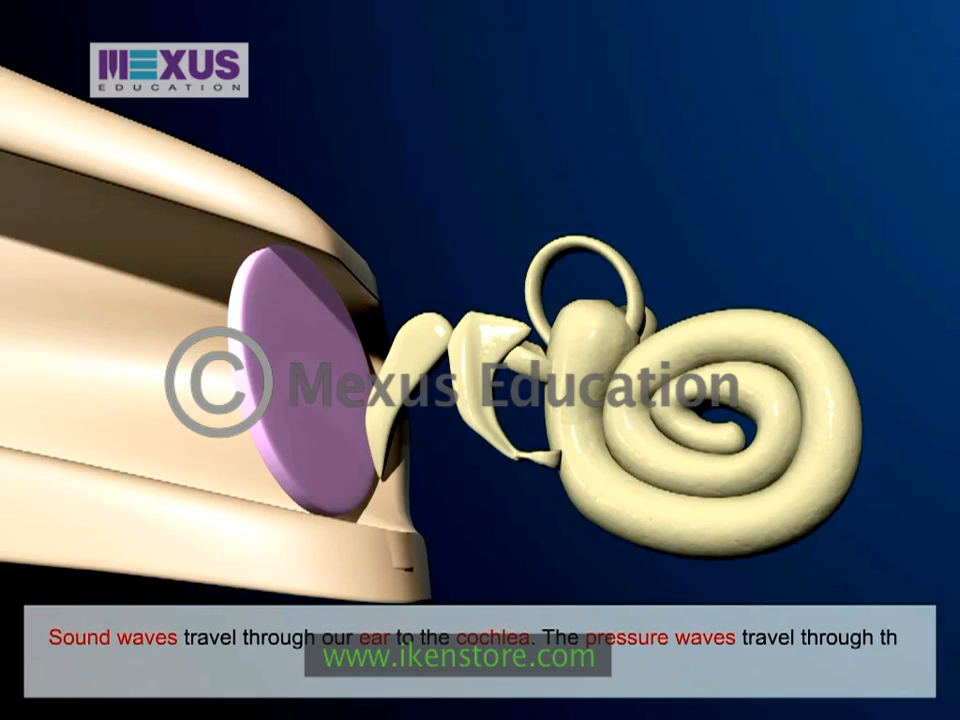 MEXUS
EDUCATION
© Mexus Education
Sound waves travel through our ear to the cochlea. The pressure waves travel through th
www.ikenstore.com